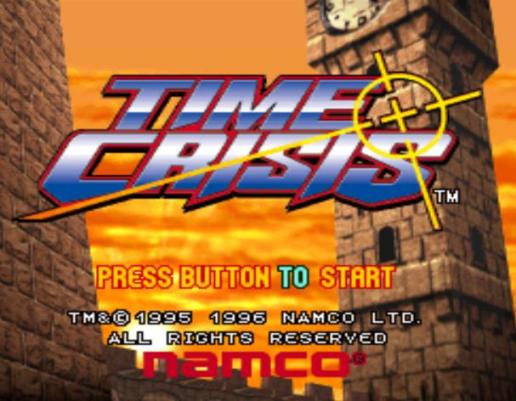 TIME
CRISIS
TM
PRESS BUTTON TO START
TM&©1995 1996 NAMCO LTD.
ALL RIGHTS RESERVED
namco®